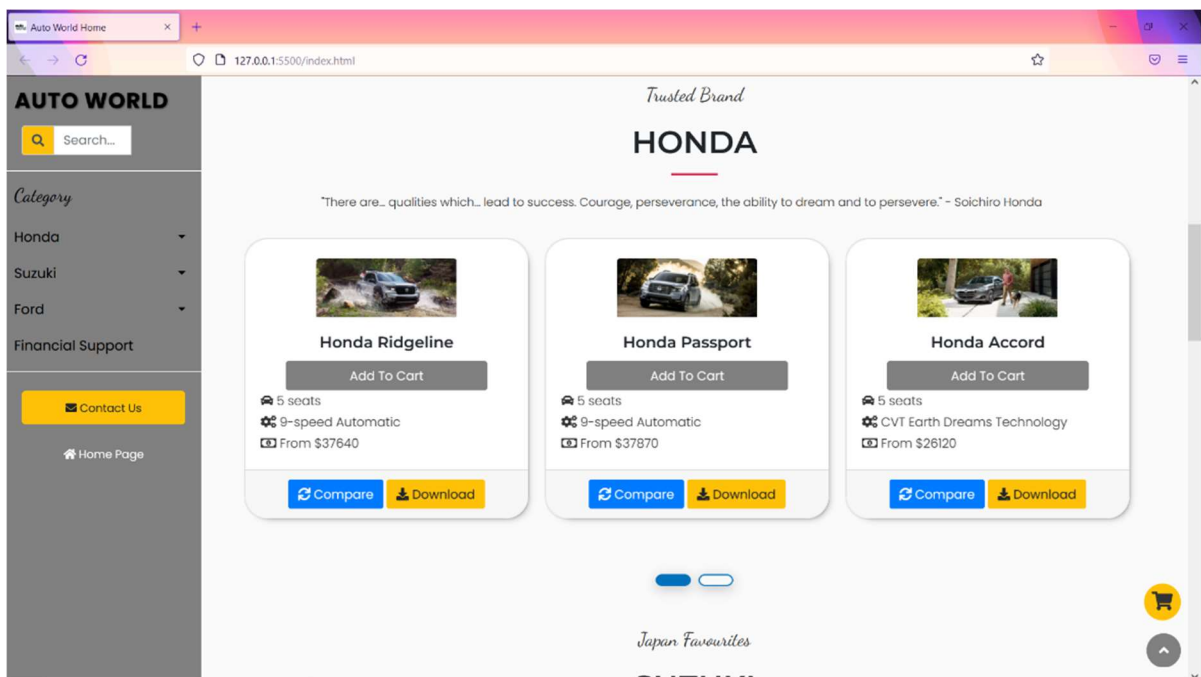 Auto World Home
127.0.0.1:5500/index.html
AUTO WORLD
Search...
Category
Honda
Suzuki
Ford
Financial Support
Contact Us
Home Page
Trusted Brand
HONDA
"There are... qualities which... lead to success. Courage, perseverance, the ability to dream and to persevere." - Soichiro Honda
Honda Ridgeline
Add To Cart
5 seats
9-speed Automatic
From $37640
Compare
Download
Honda Passport
Add To Cart
5 seats
9-speed Automatic
From $37870
Compare
Download
Honda Accord
Add To Cart
5 seats
CVT Earth Dreams Technology
From $26120
Compare
Download
Japan Favourites